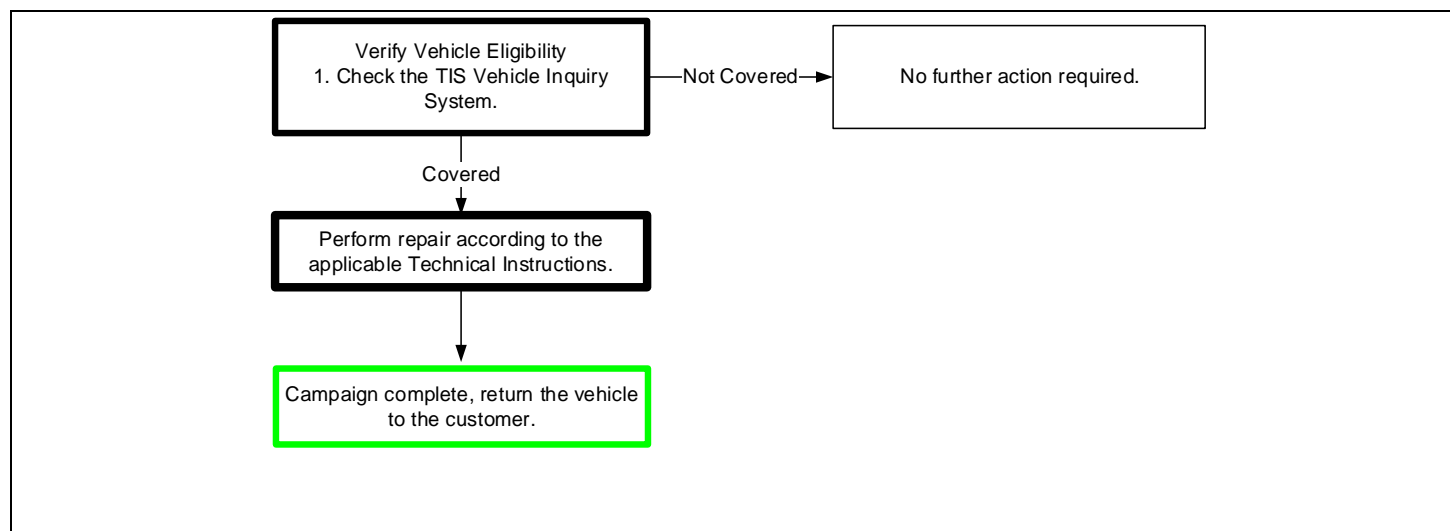 Verify Vehicle Eligibility
1. Check the TIS Vehicle Inquiry
System.
Not Covered
No further action required.
Covered
Perform repair according to the
applicable Technical Instructions.
Campaign complete, return the vehicle
to the customer.